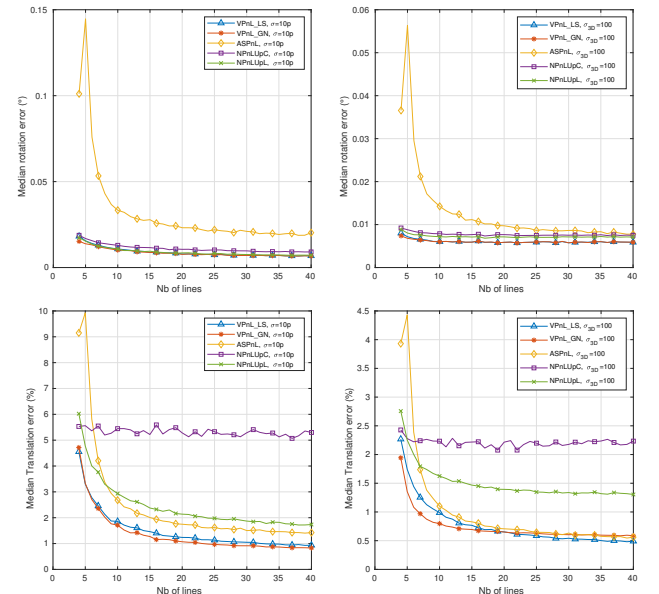 0.15
0.1
0.05
0
0 5 10 15 20 25 30 35 40
Nb of lines
Median rotation error (°)
VPnL_LS, σ=10p
VPnL_GN, σ=10p
ASPnL, σ=10p
NPnLUpC, σ=10p
NPnLUpL, σ=10p
0.06
0.05
0.04
0.03
0.02
0.01
0
0 5 10 15 20 25 30 35 40
Nb of lines
Median rotation error (°)
VPnL_LS, σ3D=100
VPnL_GN, σ3D=100
ASPnL, σ3D=100
NPnLUpC, σ3D=100
NPnLUpL, σ3D=100
10
9
8
7
6
5
4
3
2
1
0
0 5 10 15 20 25 30 35 40
Nb of lines
Median Translation error (%)
VPnL_LS, σ=10p
VPnL_GN, σ=10p
ASPnL, σ=10p
NPnLUpC, σ=10p
NPnLUpL, σ=10p
4.5
4
3.5
3
2.5
2
1.5
1
0.5
0
0 5 10 15 20 25 30 35 40
Nb of lines
Median Translation error (%)
VPnL_LS, σ3D=100
VPnL_GN, σ3D=100
ASPnL, σ3D=100
NPnLUpC, σ3D=100
NPnLUpL, σ3D=100